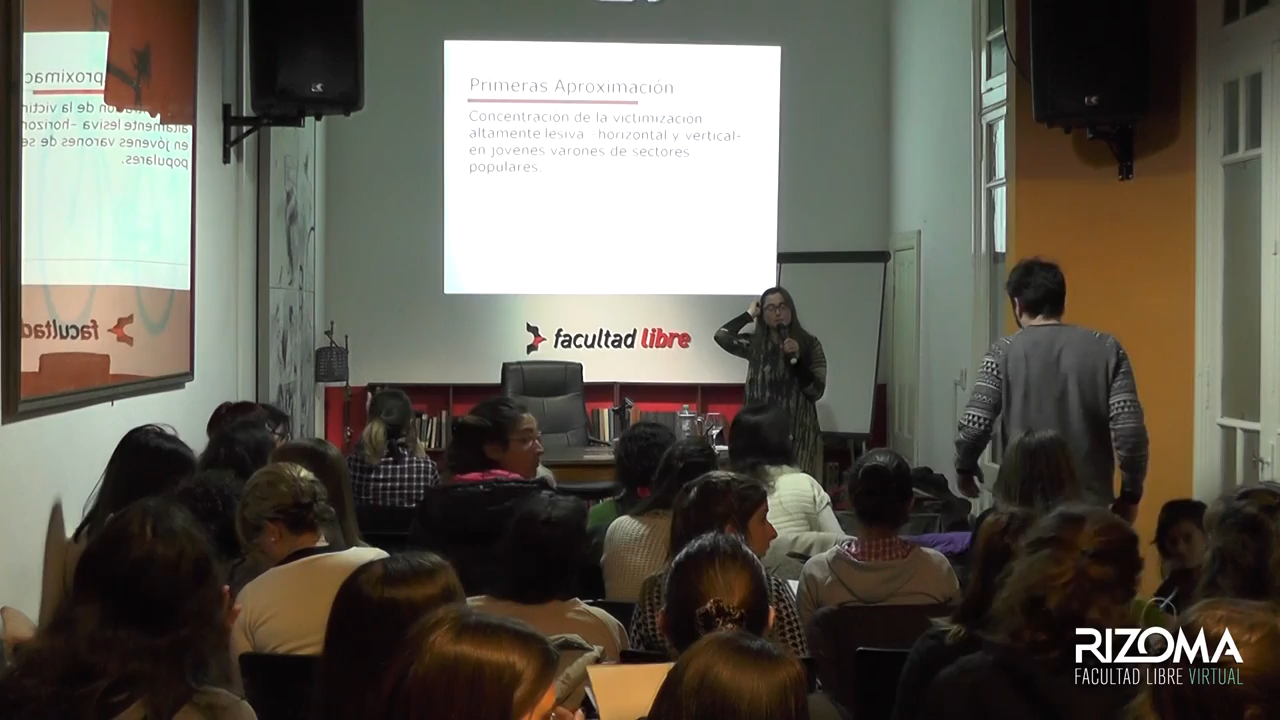 Primeras Aproximación
Concentración de la victimización
altamente lesiva -horizontal y vertical-
en jóvenes varones de sectores
populares.
facultad libre
RIZOMA
FACULTAD LIBRE VIRTUAL